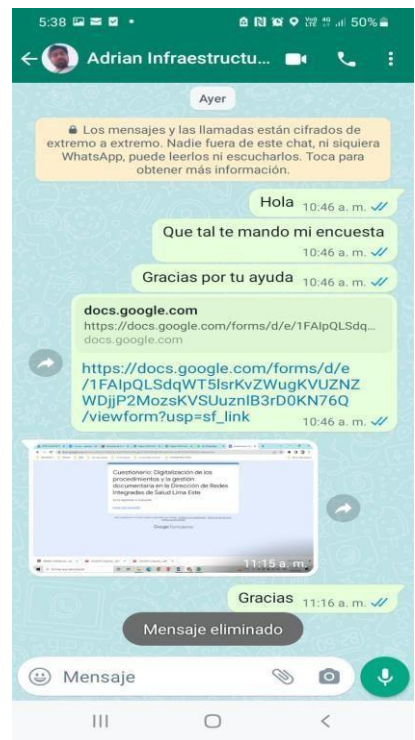 5:38
50%
Adrian Infraestructu...
Ayer
Los mensajes y las llamadas están cifrados de
extremo a extremo. Nadie fuera de este chat, ni siquiera
WhatsApp, puede leerlos ni escucharlos. Toca para
obtener más información.
Hola 10:46 a. m.
Que tal te mando mi encuesta
10:46 a. m.
Gracias por tu ayuda 10:46 a. m.
docs.google.com
https://docs.google.com/forms/d/e/1FAIpQLSdq...
docs.google.com
https://docs.google.com/forms/d/e
/1FAIpQLSdqWT5lsrKvZWugKVUZNZ
WDjjP2MozsKVSUuznlB3rD0KN76Q
/viewform?usp=sf_link
10:46 a. m.
Cuestionario: Digitalización de los
procedimientos y la gestión
documentaria en la Dirección de Redes
Integradas de Salud Lima Este
Google Formularios
11:15 a. m.
Gracias 11:16 a. m.
Mensaje eliminado
Mensaje